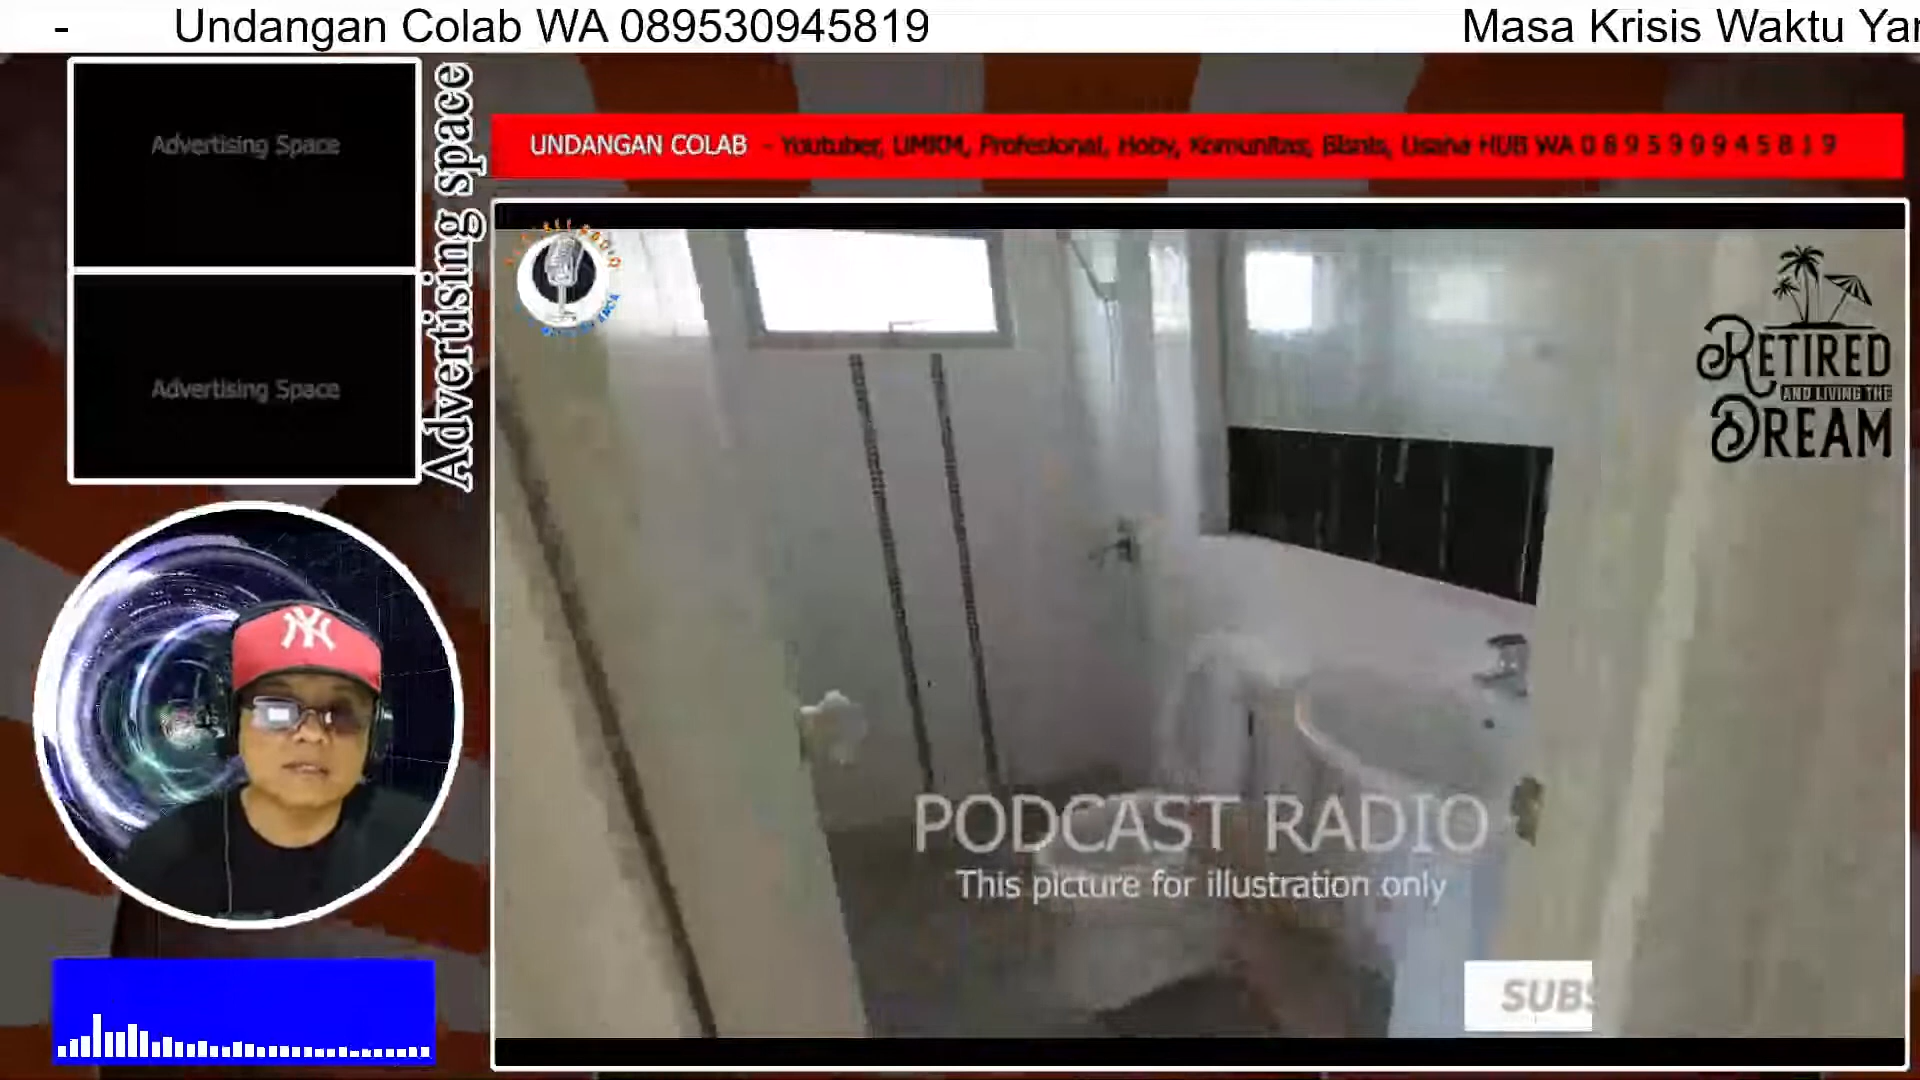 - Undangan Colab WA 089530945819
Masa Krisis Waktu Yan
Advertising Space
Advertising Space
Advertising space
UNDANGAN COLAB - Youtuber, UMKM, Profesional, Hoby, Komunitas, Bisnis, Usaha HUB WA 0 8 9 5 3 0 9 4 5 8 1 9
RETIRED
AND LIVING THE
DREAM
NY
PODCAST RADIO
This picture for illustration only
SUBS